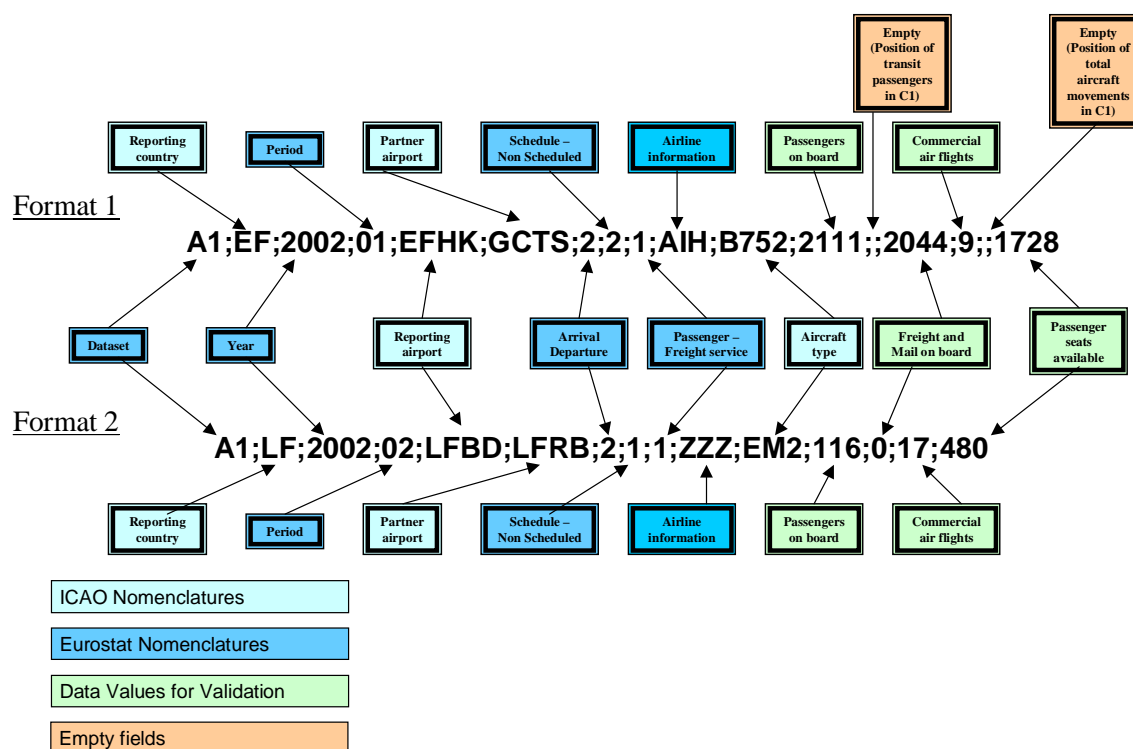 Empty
(Position of
transit
passengers
in C1)
Empty
(Position of
total
aircraft
movements
in C1)
Reporting
country
Period
Partner
airport
Schedule –
Non Scheduled
Airline
information
Passengers
on board
Commercial
air flights
Format 1
A1;EF;2002;01;EFHK;GCTS;2;2;1;AIH;B752;2111;;2044;9;;1728
Dataset
Year
Reporting
airport
Arrival
Departure
Passenger –
Freight service
Aircraft
type
Freight and
Mail on board
Passenger
seats
available
Format 2
A1;LF;2002;02;LFBD;LFRB;2;1;1;ZZZ;EM2;116;0;17;480
Reporting
country
Period
Partner
airport
Schedule –
Non Scheduled
Airline
information
Passengers
on board
Commercial
air flights
ICAO Nomenclatures
Eurostat Nomenclatures
Data Values for Validation
Empty fields